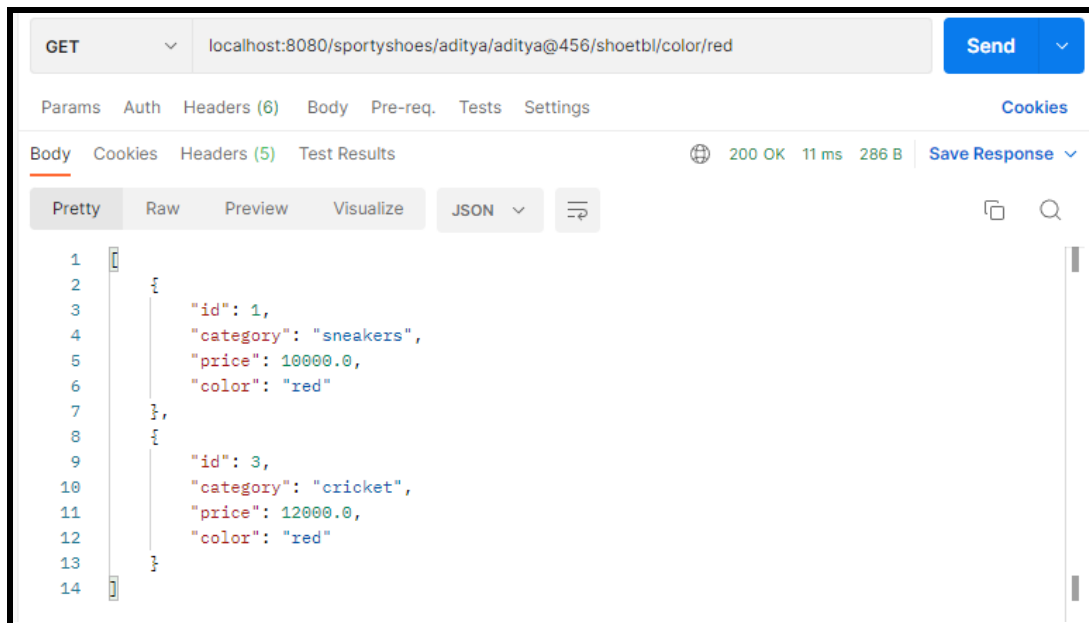 GET localhost:8080/sportyshoes/aditya/aditya@456/shoetbl/color/red Send
Params Auth Headers (6) Body Pre-req. Tests Settings Cookies
Body Cookies Headers (5) Test Results 200 OK 11 ms 286 B Save Response
Pretty Raw Preview Visualize JSON
1 [
2 {
3 "id": 1,
4 "category": "sneakers",
5 "price": 10000.0,
6 "color": "red"
7 },
8 {
9 "id": 3,
10 "category": "cricket",
11 "price": 12000.0,
12 "color": "red"
13 }
14 ]